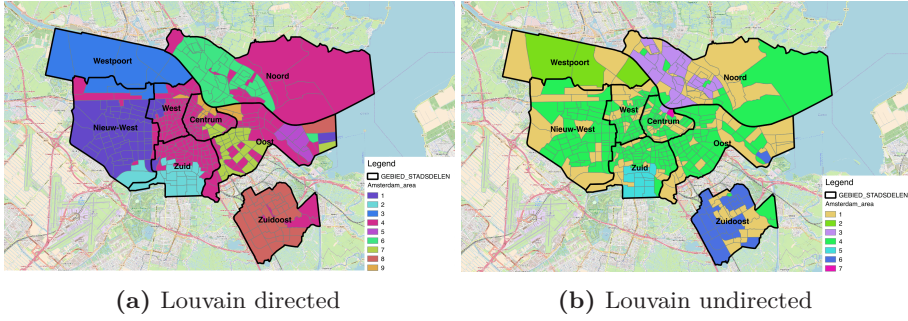 Westpoort
Noord
West
Centrum
Nieuw-West
Oost
Zuid
Zuidoost
Legend
GEBIED_STADSDELEN
Amsterdam_area
1
2
3
4
5
6
7
8
9
Westpoort
Noord
West
Centrum
Nieuw-West
Oost
Zuid
Zuidoost
Legend
GEBIED_STADSDELEN
Amsterdam_area
1
2
3
4
5
6
7
(a) Louvain directed
(b) Louvain undirected